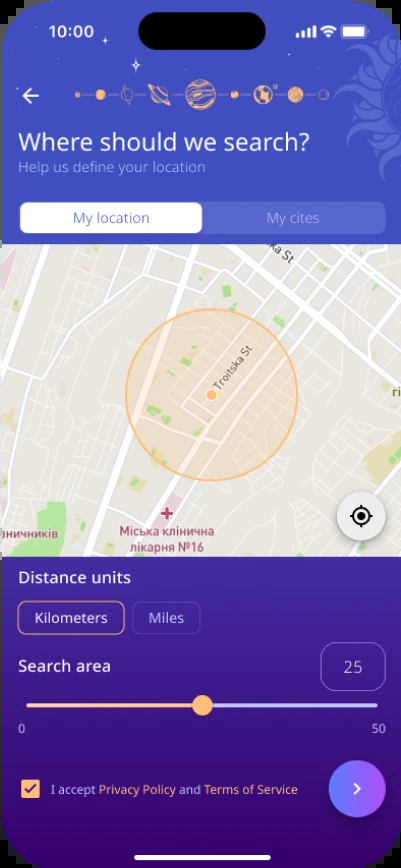 10:00
Where should we search?
Help us define your location
My location
My cites
ka St
Troitska St
ri
зничників
Міська клінічна
лікарня №16
Distance units
Kilometers
Miles
Search area
25
0
50
I accept Privacy Policy and Terms of Service